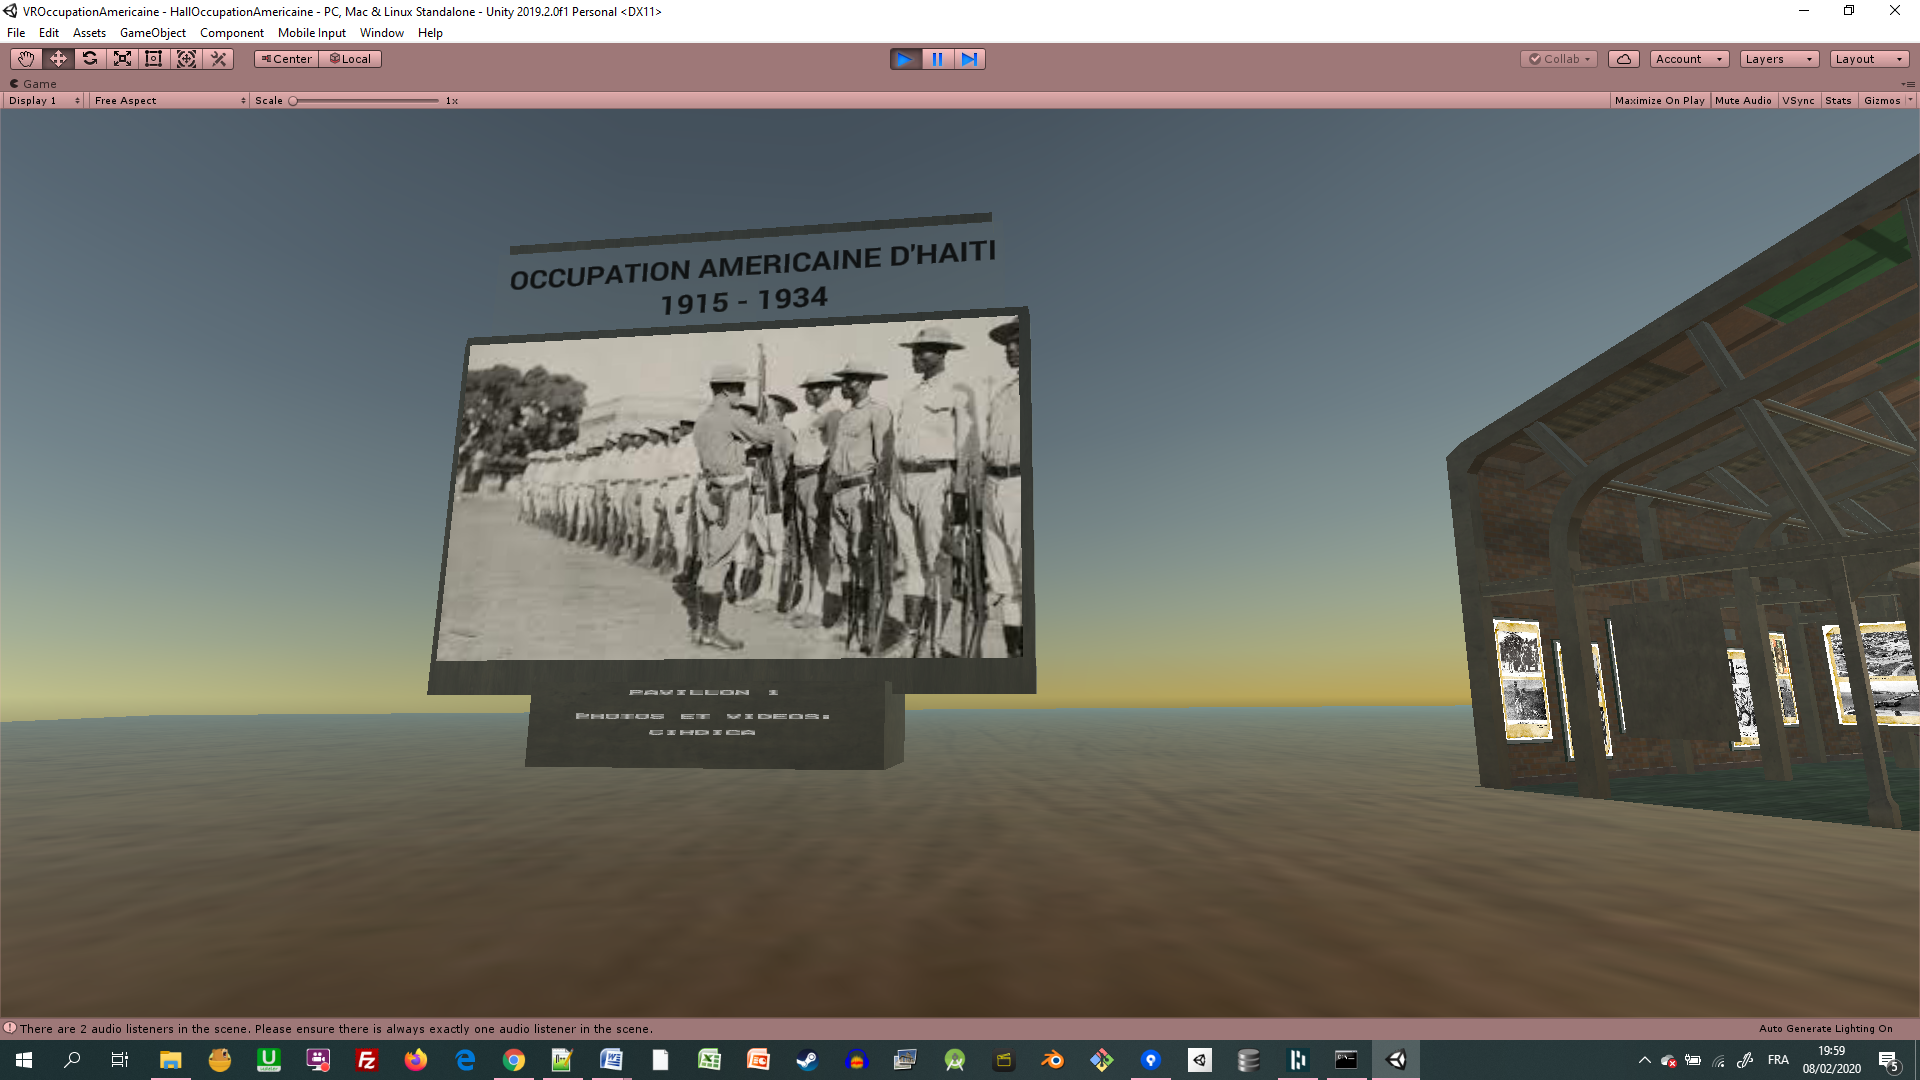 VROccupationAmericaine - HallOccupationAmericaine - PC, Mac & Linux Standalone - Unity 2019.2.0f1 Personal <DX11>
File Edit Assets GameObject Component Mobile Input Window Help
Center Local Collab Account Layers Layout
Game
Display 1 Free Aspect Scale 1x Maximize On Play Mute Audio VSync Stats Gizmos
OCCUPATION AMERICAINE D'HAITI
1915 - 1934
PAVILLON 1
PHOTOS ET VIDEOS:
CIHDICA
There are 2 audio listeners in the scene. Please ensure there is always exactly one audio listener in the scene.
Auto Generate Lighting On
FRA
19:59
08/02/2020
5